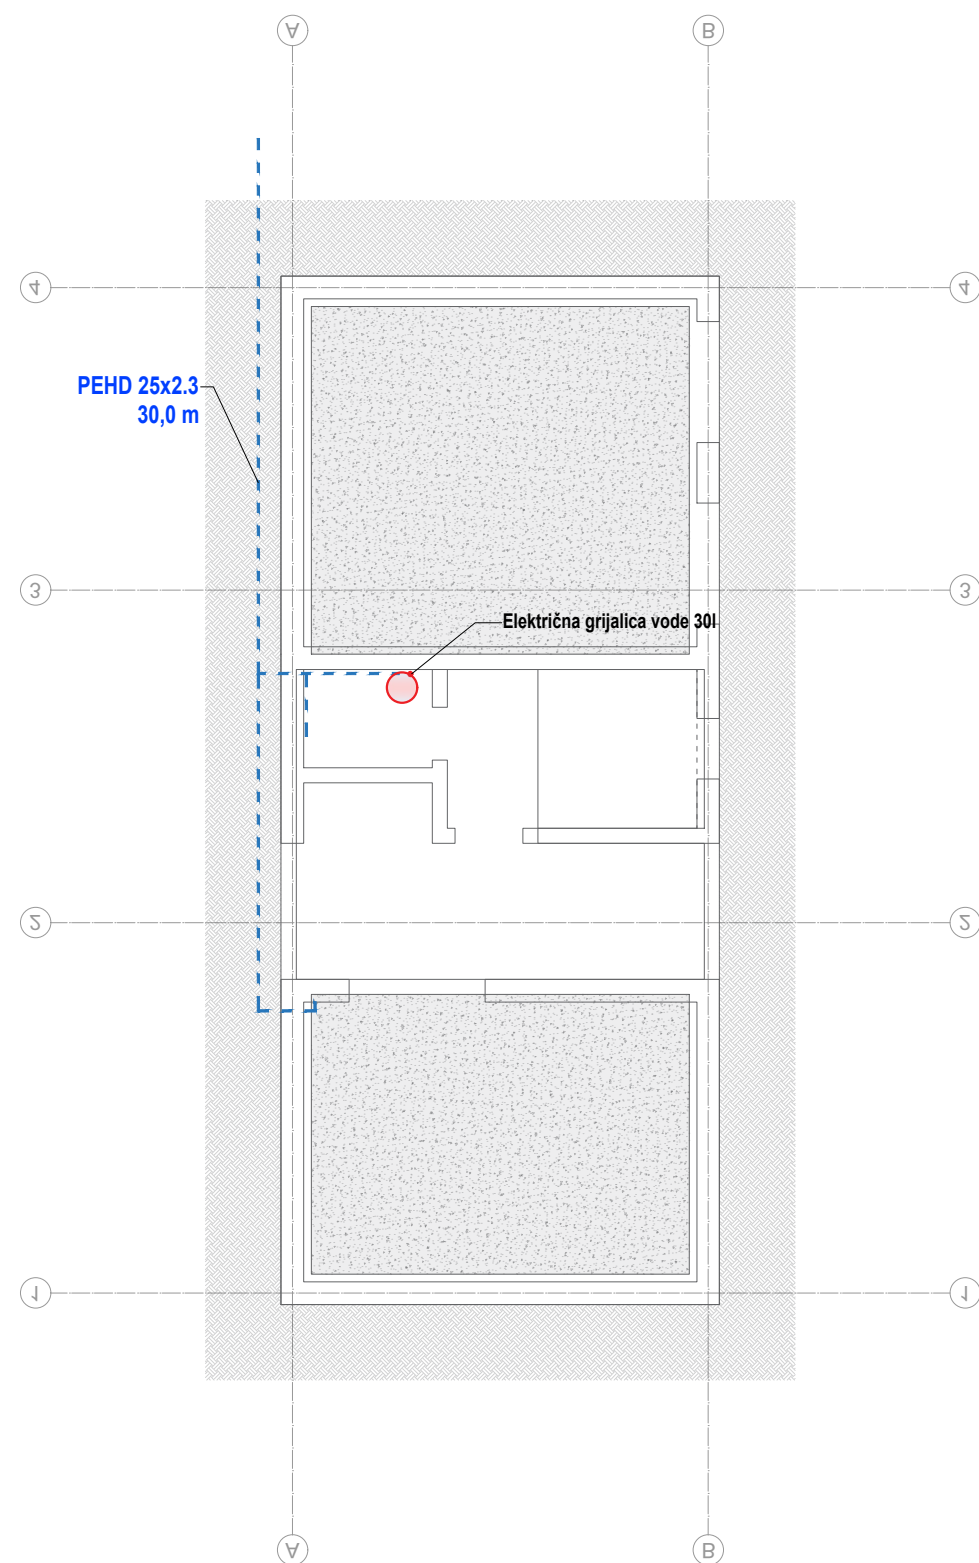 A B
4 4
PEHD 25x2.3
30,0 m
3 3
Električna grijalica vode 30l
2 2
1 1
A B